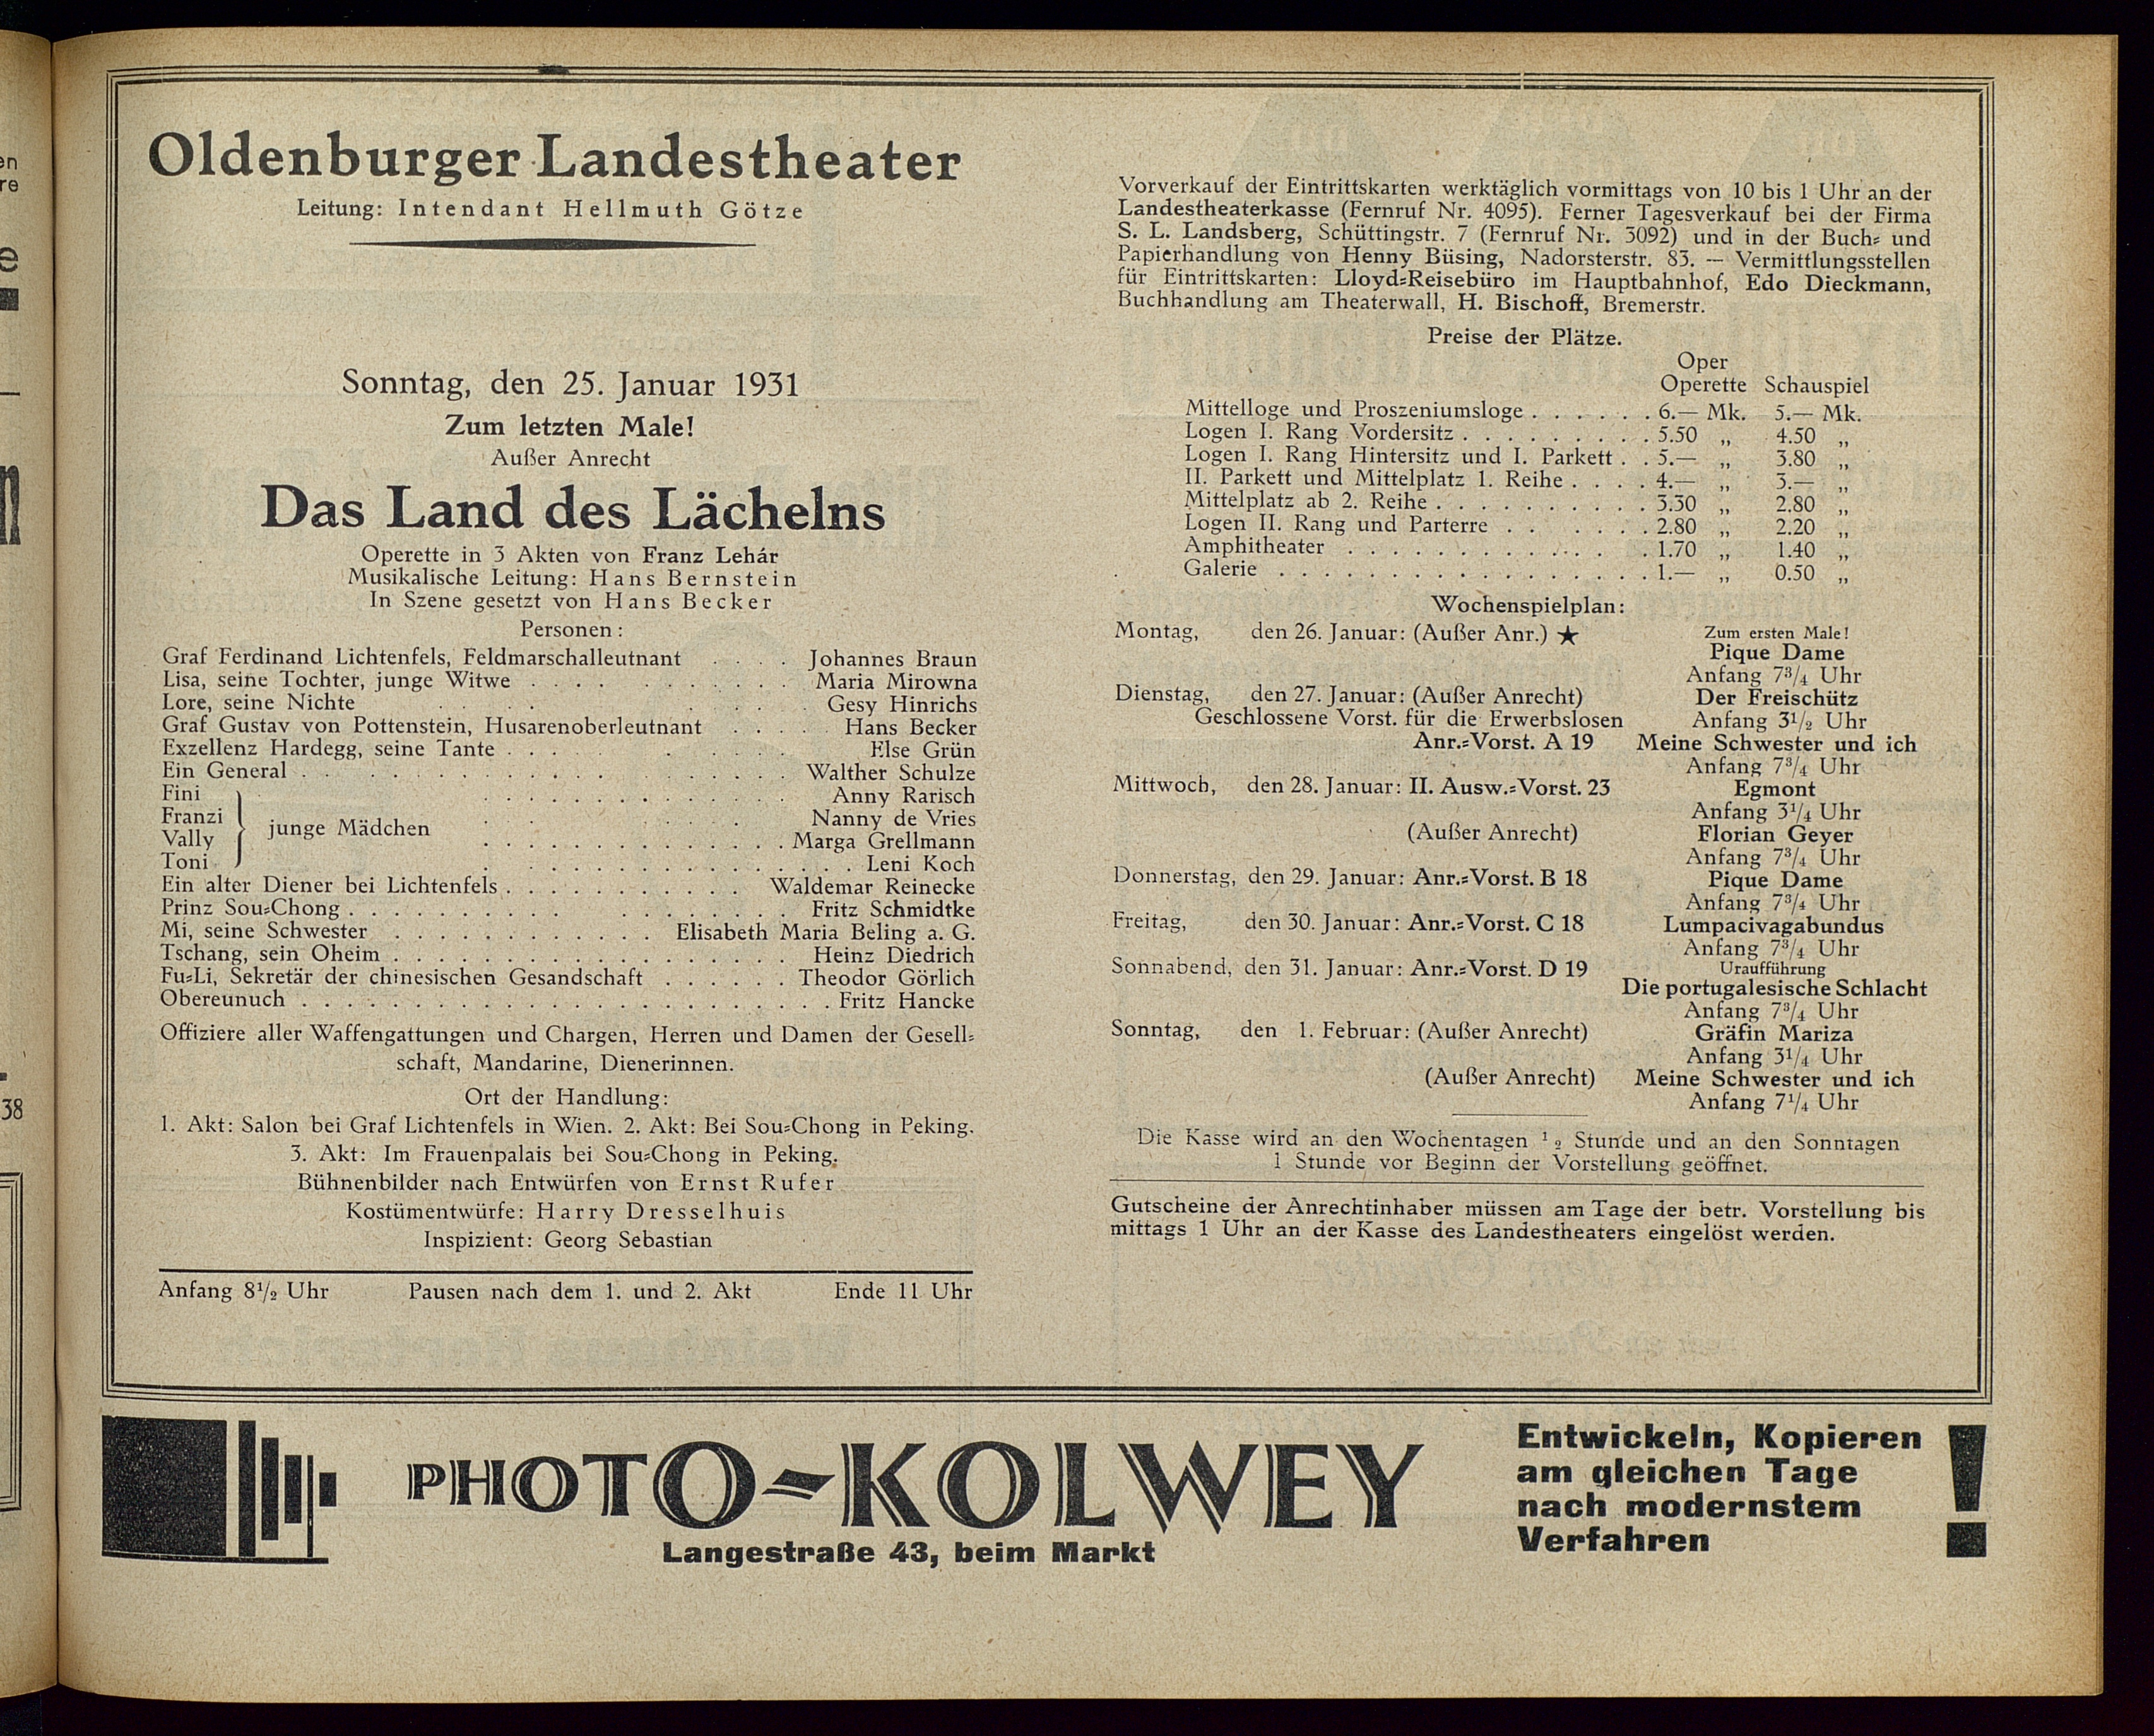 Oldenburger Landestheater
Leitung: Intendant Hellmuth Götze
Sonntag, den 25. Januar 1931
Zum letzten Male!
Außer Anrecht
Das Land des Lächelns
Operette in 3 Akten von Franz Lehár
Musikalische Leitung: Hans Bernstein
In Szene gesetzt von Hans Becker
Personen:
Graf Ferdinand Lichtenfels, Feldmarschalleutnant . . . . Johannes Braun
Lisa, seine Tochter, junge Witwe . . . . . . . . . . Maria Mirowna
Lore, seine Nichte . . . . . . . . Gesy Hinrichs
Graf Gustav von Pottenstein, Husarenoberleutnant . . . . . Hans Becker
Exzellenz Hardegg, seine Tante . . . . . . . . Else Grün
Ein General . . . . . . . . . . . . . . . . Walther Schulze
Fini . . . . . . . . . . . . . Anny Rarisch
Franzi . . . . . . . Nanny de Vries
junge Mädchen
Vally . . . . . . . . . . . . . . Marga Grellmann
Toni . . . . . . . . . . . . . . . Leni Koch
Ein alter Diener bei Lichtenfels . . . . . . . . . . . Waldemar Reinecke
Prinz Sou=Chong . . . . . . . . . . . . . . . . . Fritz Schmidtke
Mi, seine Schwester . . . . . . . . . . . . Elisabeth Maria Beling a. G.
Tschang, sein Oheim . . . . . . . . . . . . . . . . . . Heinz Diedrich
Fu=Li, Sekretär der chinesischen Gesandschaft . . . . . . Theodor Görlich
Obereunuch . . . . . . . . . . . . . . . . . . . . . . . Fritz Hancke
Offiziere aller Waffengattungen und Chargen, Herren und Damen der Gesell=
schaft, Mandarine, Dienerinnen.
Ort der Handlung:
1. Akt: Salon bei Graf Lichtenfels in Wien. 2. Akt: Bei Sou=Chong in Peking.
3. Akt: Im Frauenpalais bei Sou=Chong in Peking.
Bühnenbilder nach Entwürfen von Ernst Rufer
Kostümentwürfe: Harry Dresselhuis
Inspizient: Georg Sebastian
Anfang 8½ Uhr Pausen nach dem 1. und 2. Akt Ende 11 Uhr
Vorverkauf der Eintrittskarten werktäglich vormittags von 10 bis 1 Uhr an der
Landestheaterkasse (Fernruf Nr. 4095). Ferner Tagesverkauf bei der Firma
S. L. Landsberg, Schüttingstr. 7 (Fernruf Nr. 3092) und in der Buch= und
Papierhandlung von Henny Büsing, Nadorsterstr. 83. — Vermittlungsstellen
für Eintrittskarten: Lloyd=Reisebüro im Hauptbahnhof, Edo Dieckmann,
Buchhandlung am Theaterwall, H. Bischoff, Bremerstr.
Preise der Plätze.
Oper
Operette Schauspiel
Mittelloge und Proszeniumsloge . . . . . . 6.— Mk. 5.— Mk.
Logen I. Rang Vordersitz . . . . . . . . . 5.50 „ 4.50 „
Logen I. Rang Hintersitz und I. Parkett . . 5.— „ 3.80 „
II. Parkett und Mittelplatz 1. Reihe . . . . 4.— „ 3.— „
Mittelplatz ab 2. Reihe . . . . . . . . . . 3.30 „ 2.80 „
Logen II. Rang und Parterre . . . . . . . 2.80 „ 2.20 „
Amphitheater . . . . . . . . . . . . . 1.70 „ 1.40 „
Galerie . . . . . . . . . . . . . . . . . 1.— „ 0.50 „
Wochenspielplan:
Montag, den 26. Januar: (Außer Anr.) ★ Zum ersten Male!
Pique Dame
Anfang 7¾ Uhr
Dienstag, den 27. Januar: (Außer Anrecht) Der Freischütz
Geschlossene Vorst. für die Erwerbslosen Anfang 3½ Uhr
Anr.=Vorst. A 19 Meine Schwester und ich
Anfang 7¾ Uhr
Mittwoch, den 28. Januar: II. Ausw.=Vorst. 23 Egmont
Anfang 3¼ Uhr
(Außer Anrecht) Florian Geyer
Anfang 7¾ Uhr
Donnerstag, den 29. Januar: Anr.=Vorst. B 18 Pique Dame
Anfang 7¾ Uhr
Freitag, den 30. Januar: Anr.=Vorst. C 18 Lumpacivagabundus
Anfang 7¾ Uhr
Sonnabend, den 31. Januar: Anr.=Vorst. D 19 Uraufführung
Die portugalesische Schlacht
Anfang 7¾ Uhr
Sonntag, den 1. Februar: (Außer Anrecht) Gräfin Mariza
Anfang 3¼ Uhr
(Außer Anrecht) Meine Schwester und ich
Anfang 7¼ Uhr
Die Kasse wird an den Wochentagen ½ Stunde und an den Sonntagen
1 Stunde vor Beginn der Vorstellung geöffnet.
Gutscheine der Anrechtinhaber müssen am Tage der betr. Vorstellung bis
mittags 1 Uhr an der Kasse des Landestheaters eingelöst werden.
PHOTO=KOLWEY
Langestraße 43, beim Markt
Entwickeln, Kopieren
am gleichen Tage
nach modernstem
Verfahren !